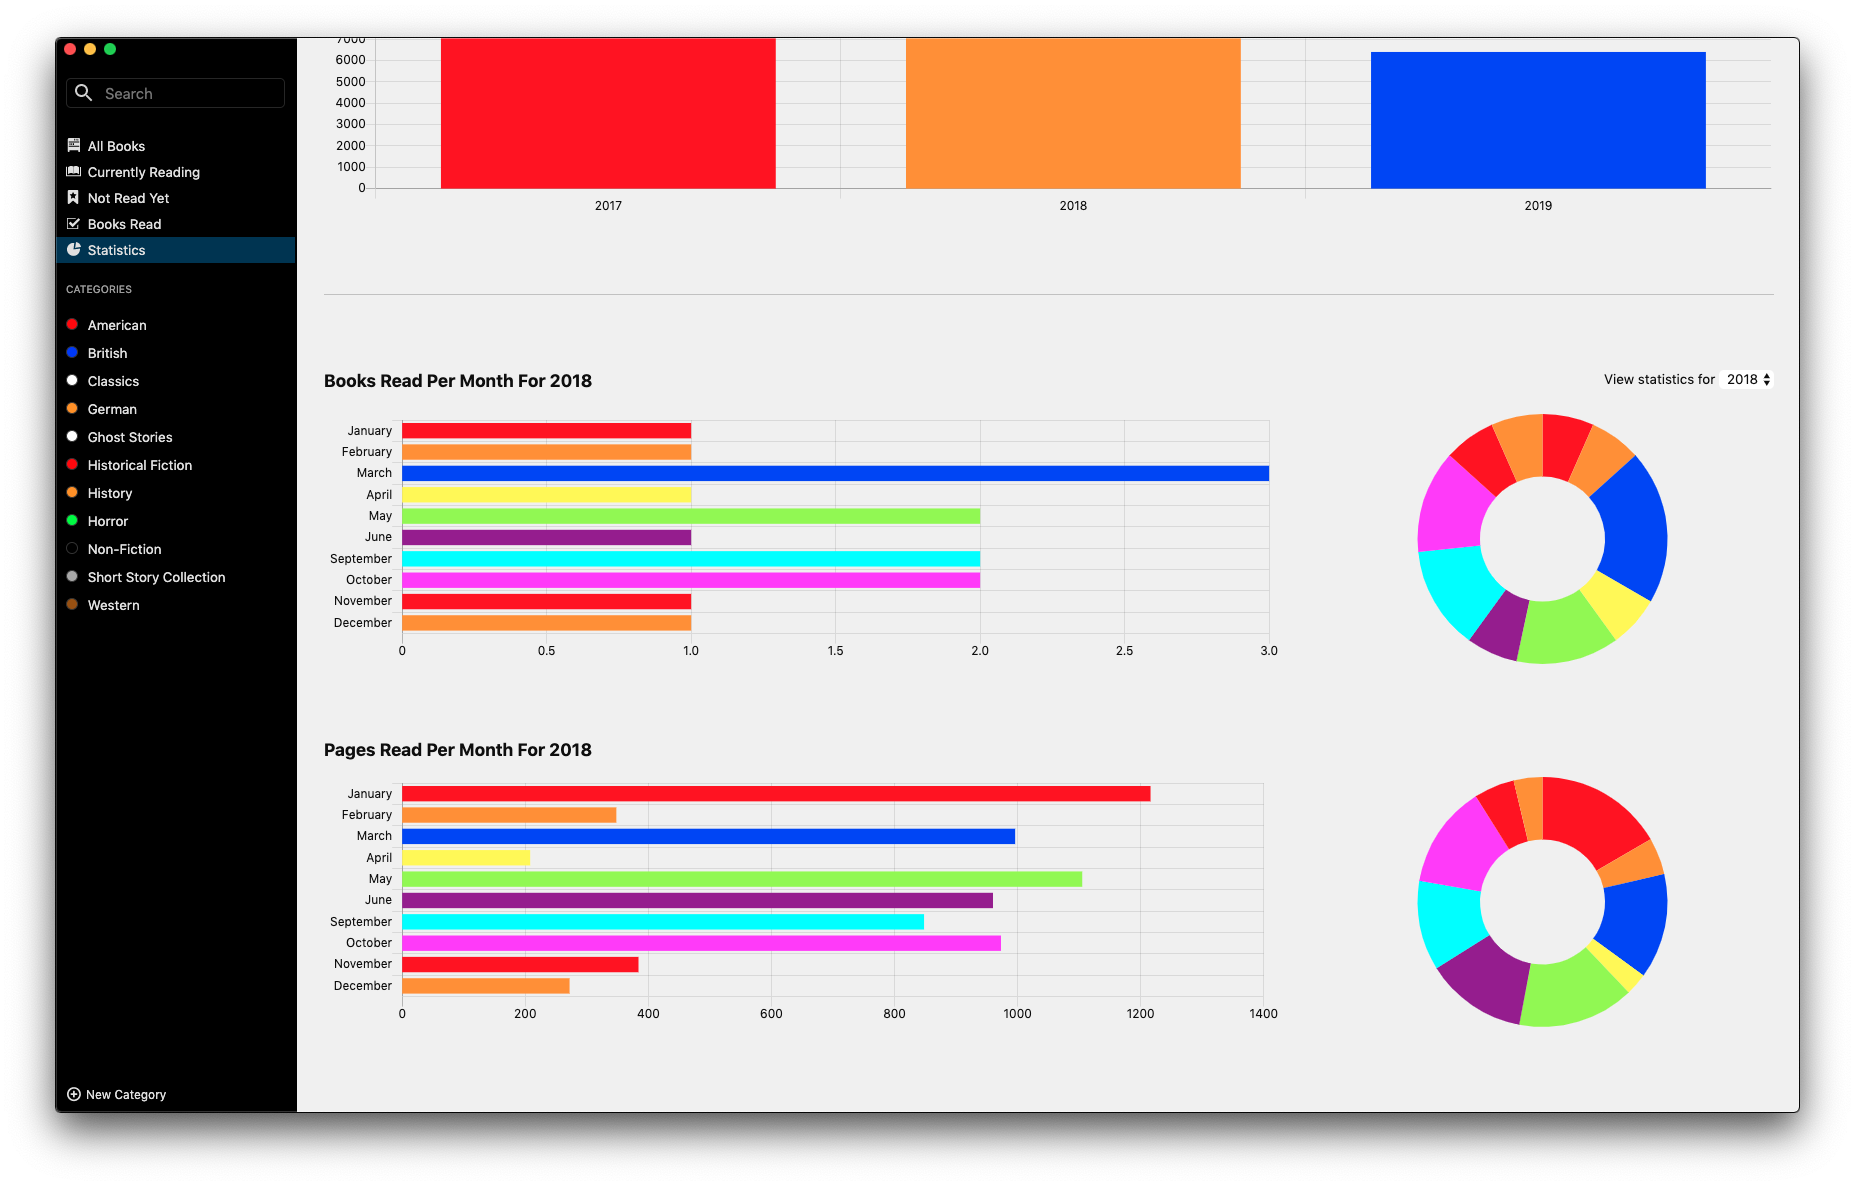 Search
All Books
Currently Reading
Not Read Yet
Books Read
Statistics
CATEGORIES
American
British
Classics
German
Ghost Stories
Historical Fiction
History
Horror
Non-Fiction
Short Story Collection
Western
New Category
7000
6000
5000
4000
3000
2000
1000
0
2017 2018 2019
Books Read Per Month For 2018
View statistics for 2018
January
February
March
April
May
June
September
October
November
December
0 0.5 1.0 1.5 2.0 2.5 3.0
Pages Read Per Month For 2018
January
February
March
April
May
June
September
October
November
December
0 200 400 600 800 1000 1200 1400